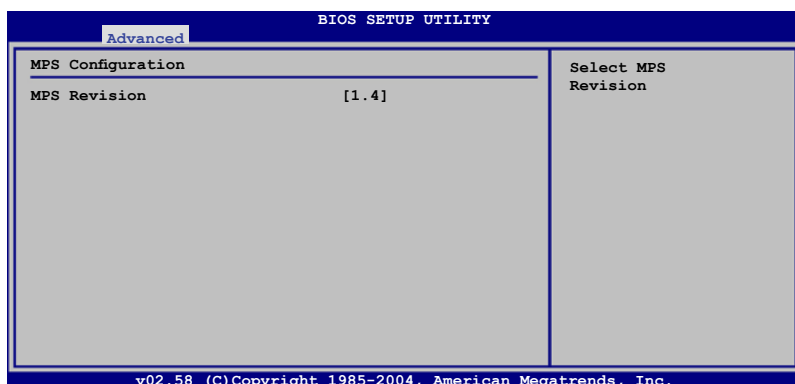 BIOS SETUP UTILITY
Advanced
MPS Configuration
MPS Revision [1.4]
Select MPS
Revision
v02.58 (C)Copyright 1985-2004, American Megatrends, Inc.